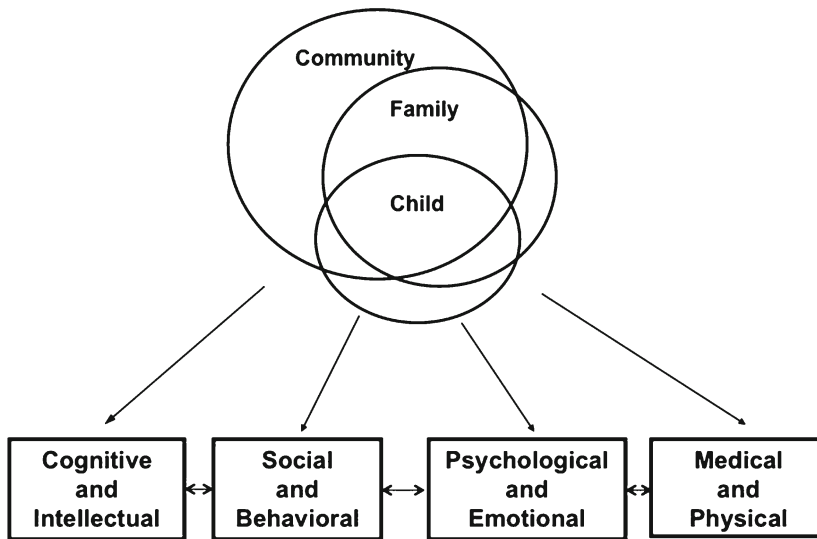 Community
Family
Child
Cognitive
and
Intellectual
Social
and
Behavioral
Psychological
and
Emotional
Medical
and
Physical